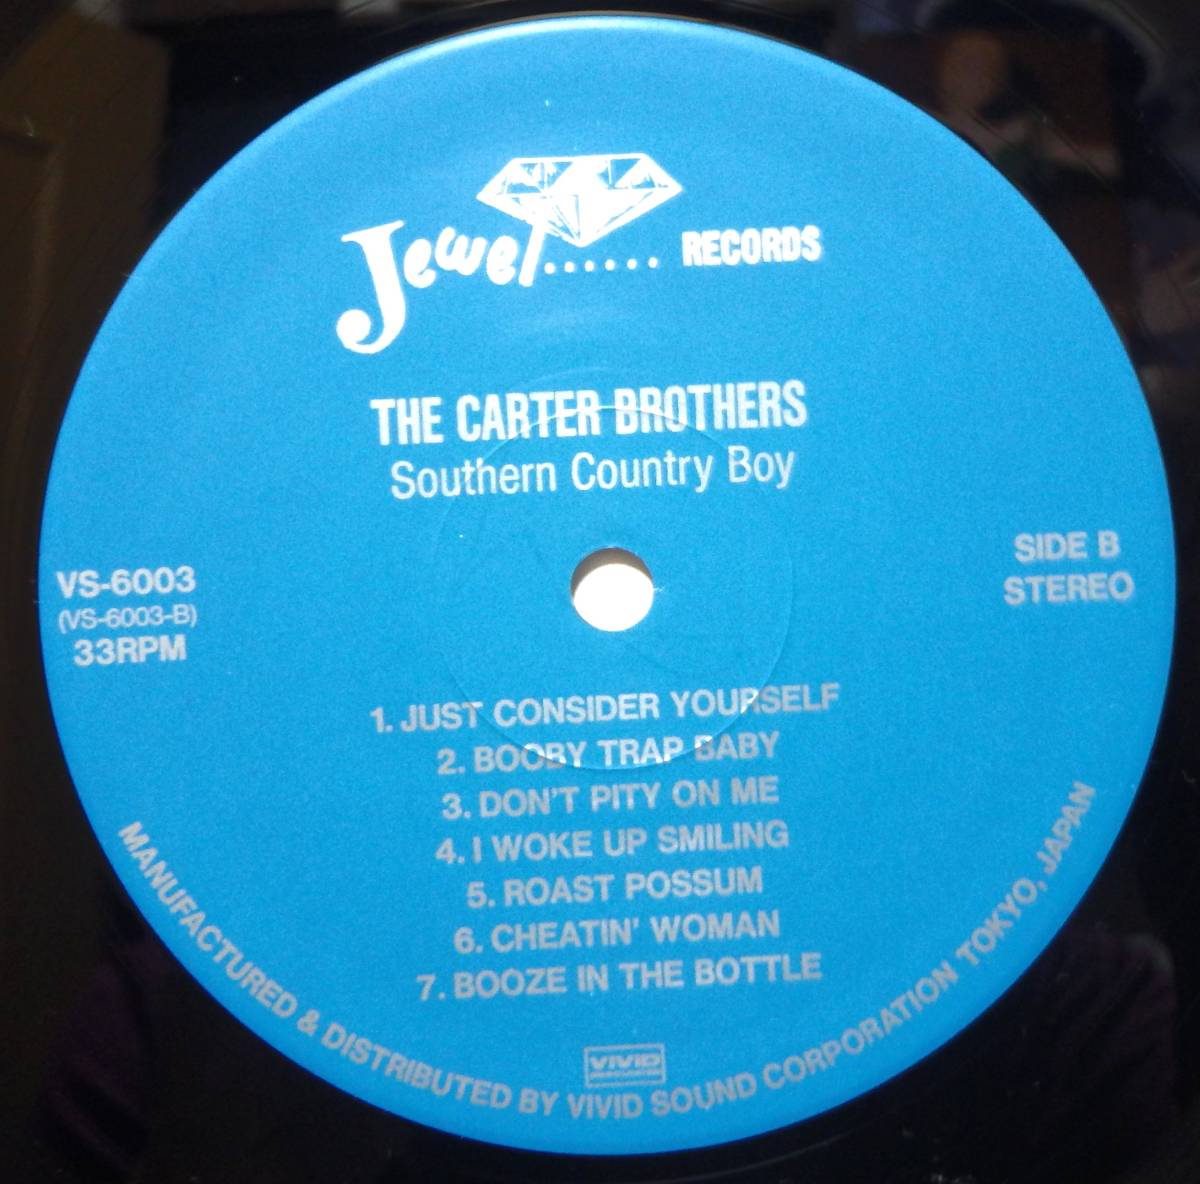 Jewel...... RECORDS
THE CARTER BROTHERS
Southern Country Boy
VS-6003
(VS-6003-B)
33RPM
SIDE B
STEREO
1. JUST CONSIDER YOURSELF
2. BOOBY TRAP BABY
3. DON'T PITY ON ME
4. I WOKE UP SMILING
5. ROAST POSSUM
6. CHEATIN' WOMAN
7. BOOZE IN THE BOTTLE
VIVID
MANUFACTURED & DISTRIBUTED BY VIVID SOUND CORPORATION TOKYO, JAPAN